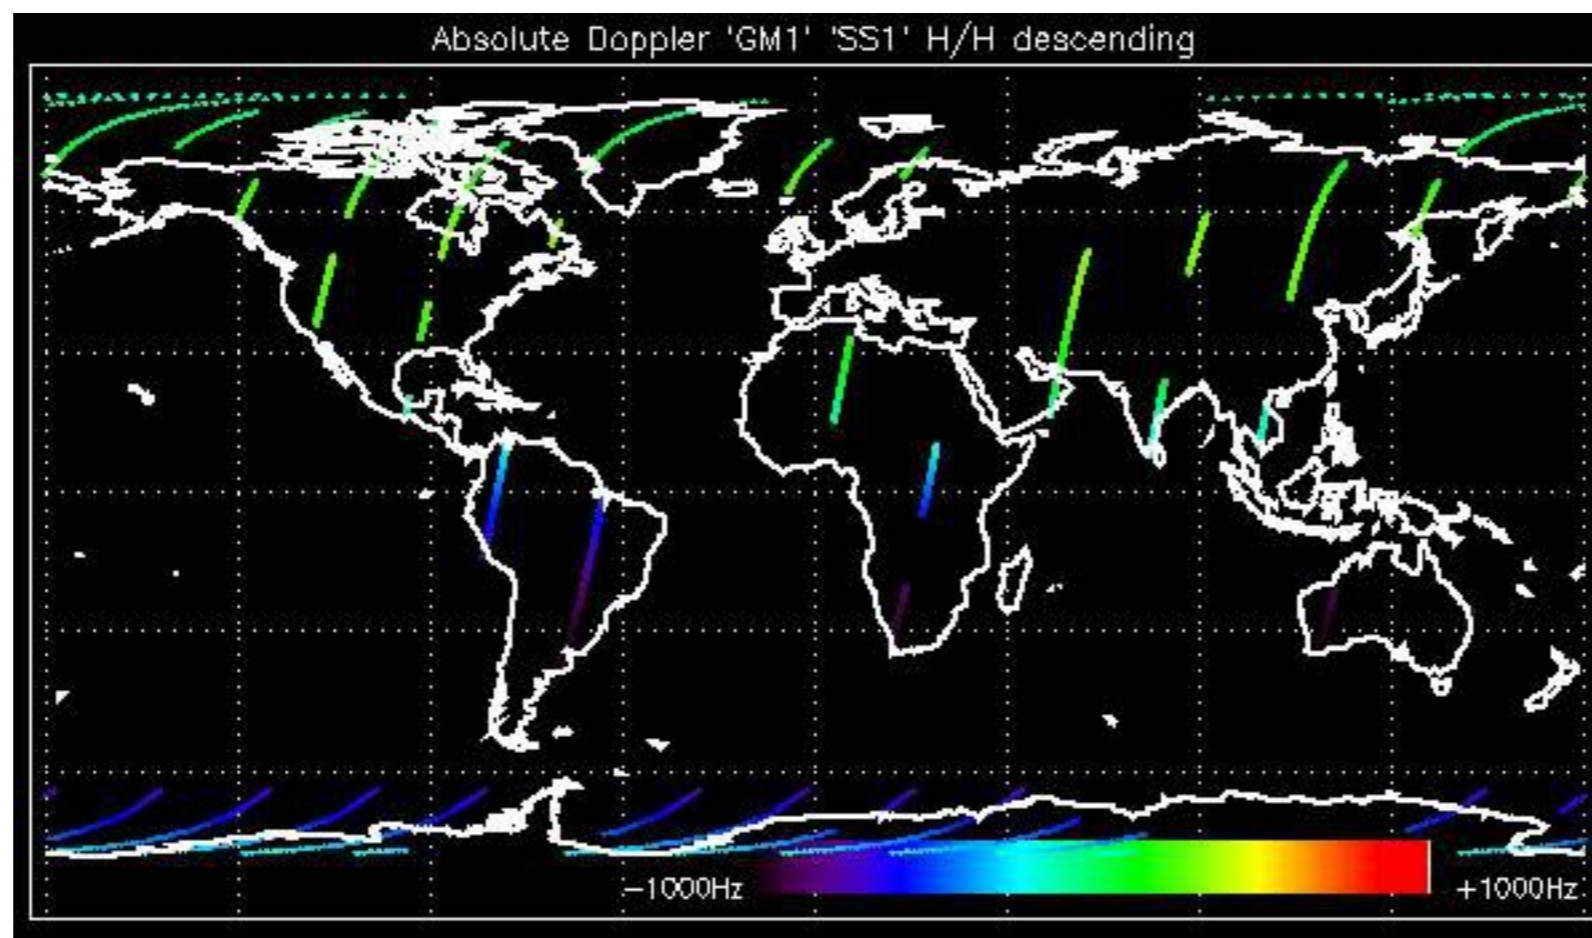 Absolute Doppler 'GM1' 'SS1' H/H descending
-1000Hz
+1000Hz